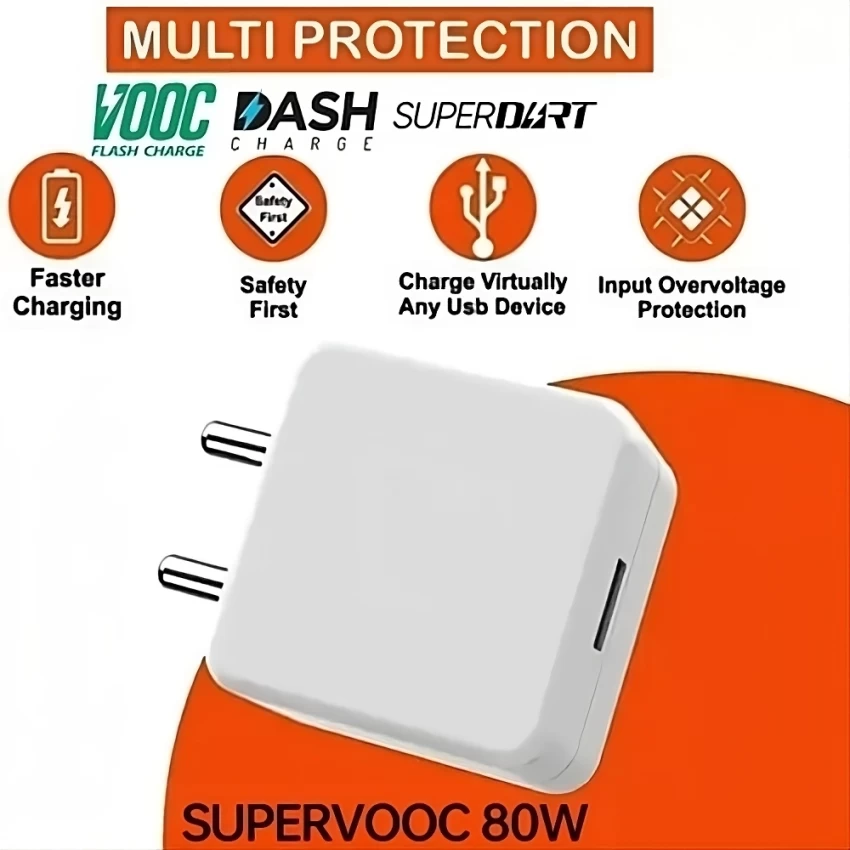 MULTI PROTECTION
VOOC
FLASH CHARGE
DASH
CHARGE
SUPERDART
Safety
First
Faster
Charging
Safety
First
Charge Virtually
Any Usb Device
Input Overvoltage
Protection
SUPERVOOC 80W